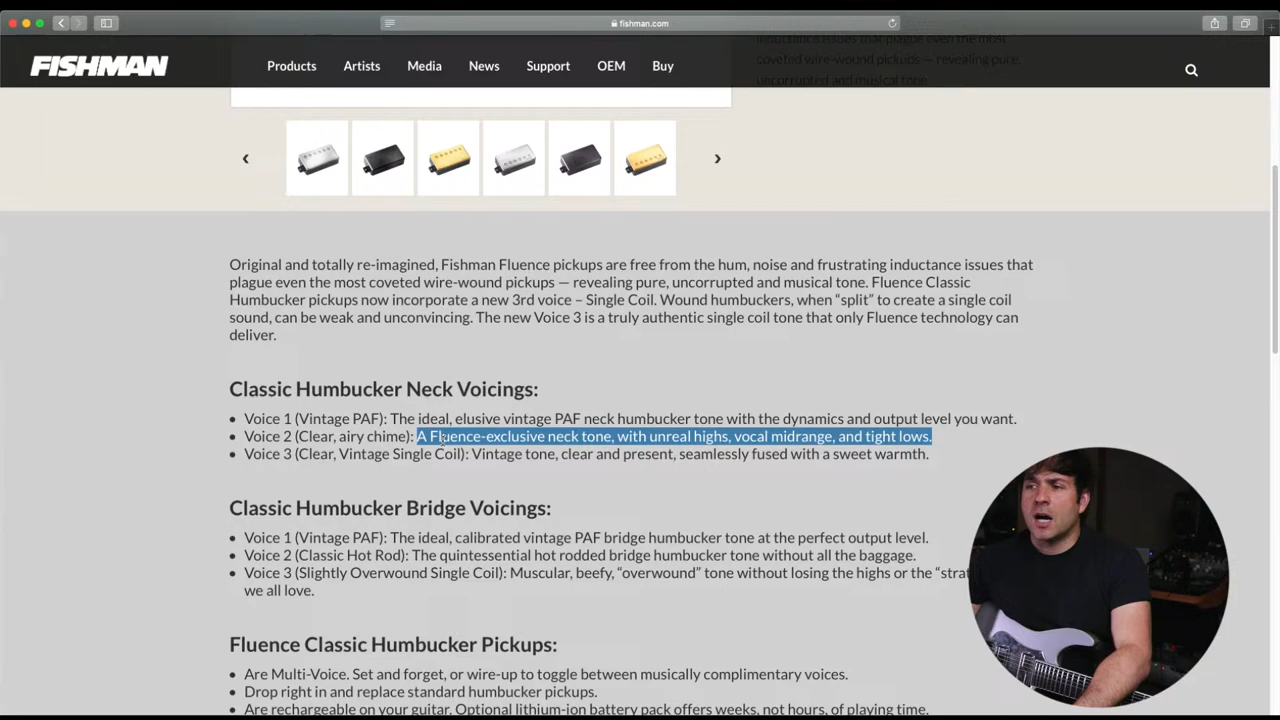 fishman.com
FISHMAN
Products Artists Media News Support OEM Buy
inductance issues that plague even the most
coveted wire-wound pickups — revealing pure,
uncorrupted and musical tone.
Original and totally re-imagined, Fishman Fluence pickups are free from the hum, noise and frustrating inductance issues that
plague even the most coveted wire-wound pickups — revealing pure, uncorrupted and musical tone. Fluence Classic
Humbucker pickups now incorporate a new 3rd voice – Single Coil. Wound humbuckers, when “split” to create a single coil
sound, can be weak and unconvincing. The new Voice 3 is a truly authentic single coil tone that only Fluence technology can
deliver.
Classic Humbucker Neck Voicings:
• Voice 1 (Vintage PAF): The ideal, elusive vintage PAF neck humbucker tone with the dynamics and output level you want.
• Voice 2 (Clear, airy chime): A Fluence-exclusive neck tone, with unreal highs, vocal midrange, and tight lows.
• Voice 3 (Clear, Vintage Single Coil): Vintage tone, clear and present, seamlessly fused with a sweet warmth.
Classic Humbucker Bridge Voicings:
• Voice 1 (Vintage PAF): The ideal, calibrated vintage PAF bridge humbucker tone at the perfect output level.
• Voice 2 (Classic Hot Rod): The quintessential hot rodded bridge humbucker tone without all the baggage.
• Voice 3 (Slightly Overwound Single Coil): Muscular, beefy, “overwound” tone without losing the highs or the “strat
we all love.
Fluence Classic Humbucker Pickups:
• Are Multi-Voice. Set and forget, or wire-up to toggle between musically complimentary voices.
• Drop right in and replace standard humbucker pickups.
• Are rechargeable on your guitar. Optional lithium-ion battery pack offers weeks, not hours, of playing time.